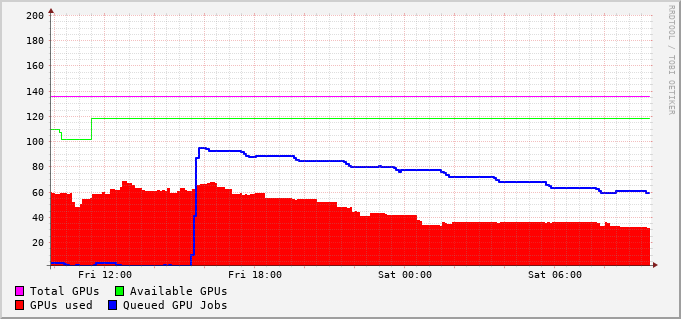 200
180
160
140
120
100
80
60
40
20
Fri 12:00 Fri 18:00 Sat 00:00 Sat 06:00
Total GPUs Available GPUs
GPUs used Queued GPU Jobs
RRDTOOL / TOBI OETIKER